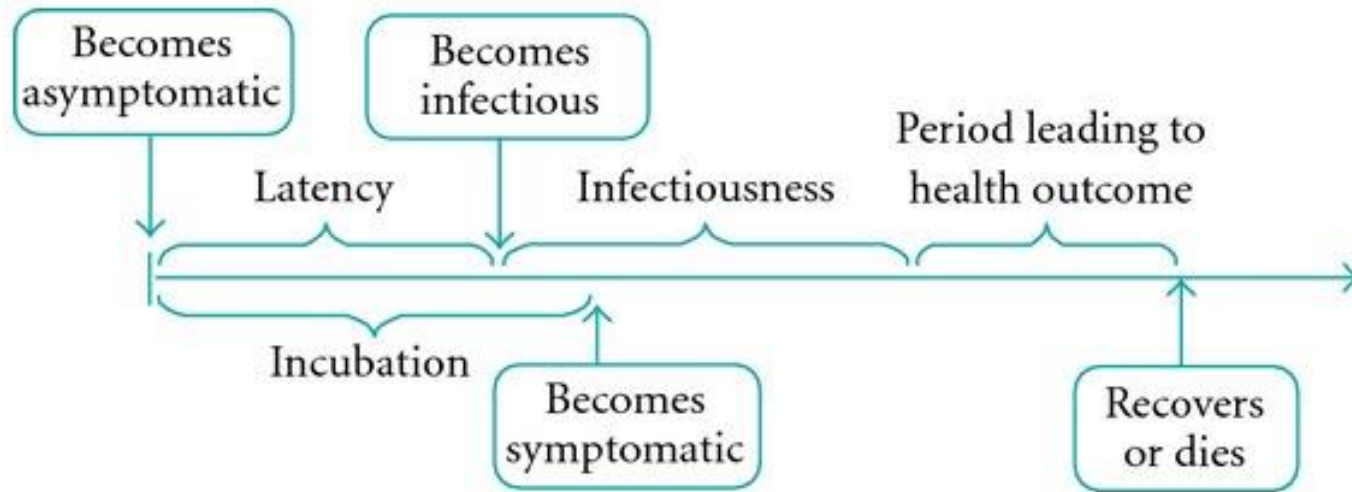 Becomes
asymptomatic
Becomes
infectious
Period leading to
health outcome
Latency
Infectiousness
Incubation
Becomes
symptomatic
Recovers
or dies